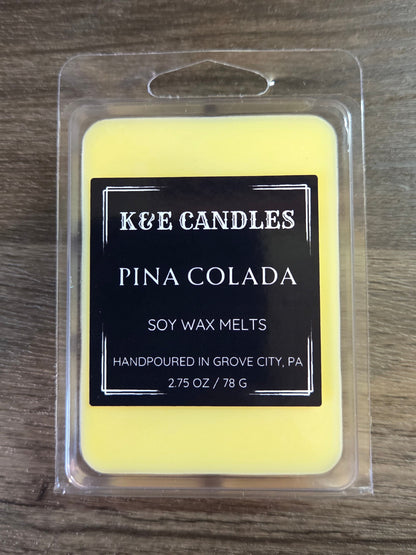 K&E CANDLES
PINA COLADA
SOY WAX MELTS
HANDPOURED IN GROVE CITY, PA
2.75 OZ / 78 G